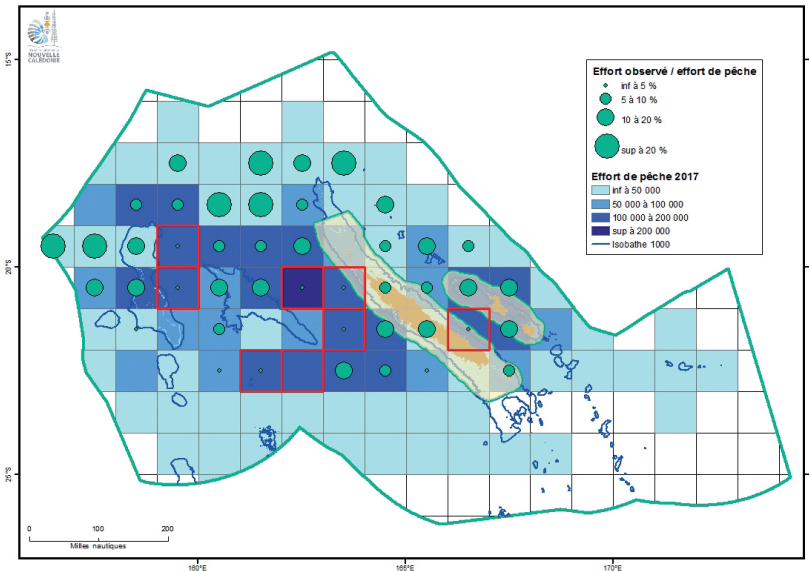 NOUVELLE
CALÉDONIE
15°S
20°S
25°S
Effort observé / effort de pêche
inf à 5 %
5 à 10 %
10 à 20 %
sup à 20 %
Effort de pêche 2017
inf à 50 000
50 000 à 100 000
100 000 à 200 000
sup à 200 000
Isobathe 1000
0 100 200
Milles nautiques
160°E 165°E 170°E